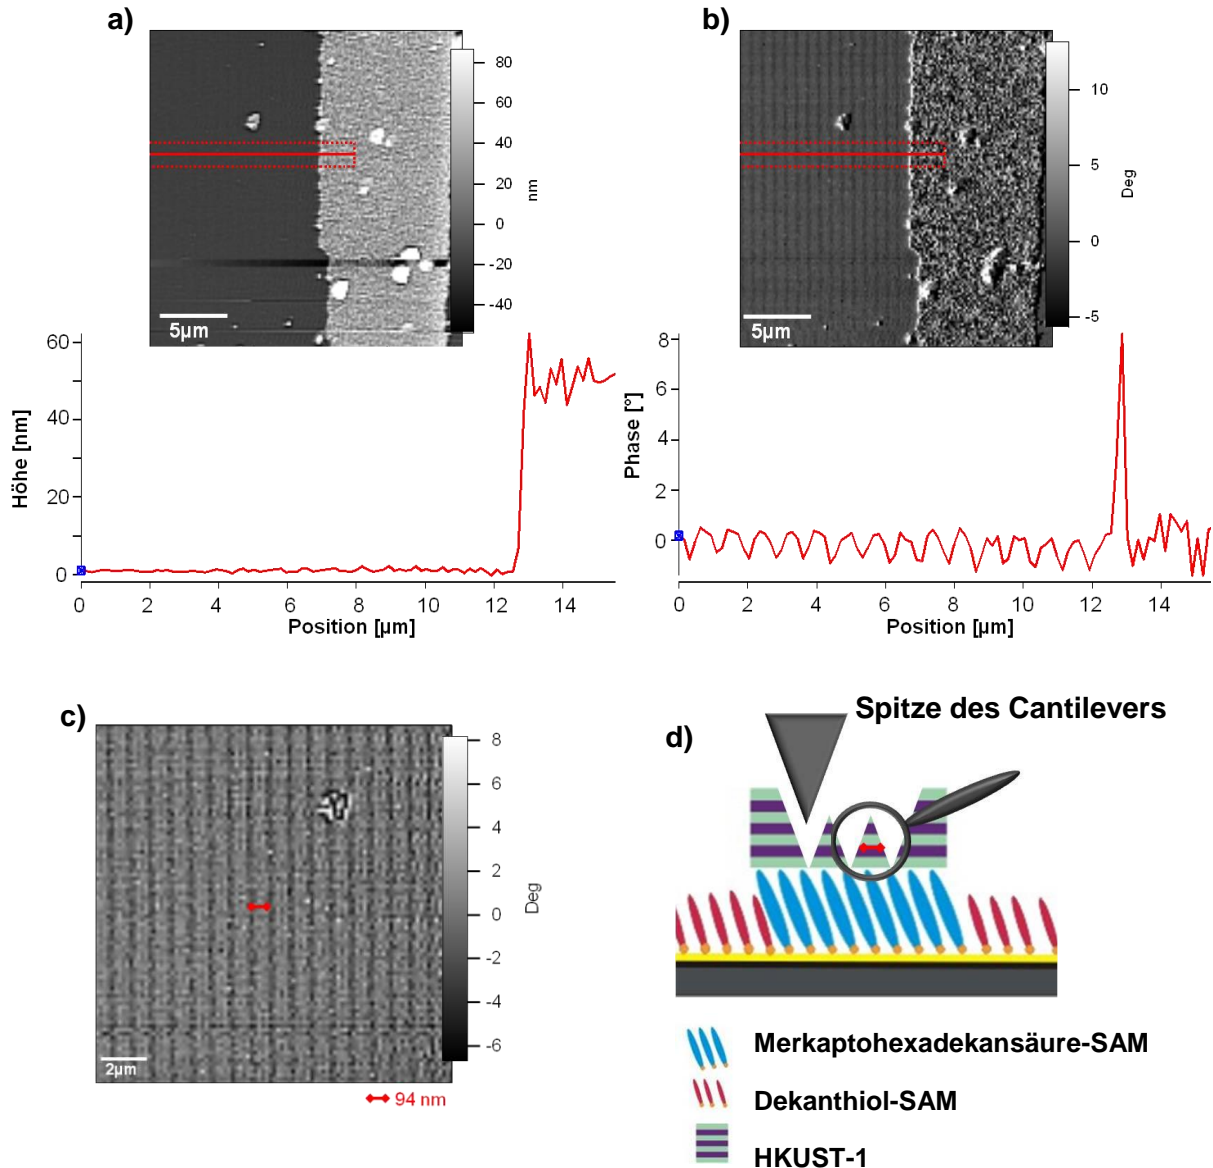 a)
80
60
40
20
0
-20
-40
nm
5µm
60
40
20
0
Höhe [nm]
0 2 4 6 8 10 12 14
Position [µm]
b)
10
5
0
-5
Deg
5µm
8
6
4
2
0
Phase [°]
0 2 4 6 8 10 12 14
Position [µm]
c)
8
6
4
2
0
-2
-4
-6
Deg
2µm
94 nm
d)
Spitze des Cantilevers
Merkaptohexadekansäure-SAM
Dekanthiol-SAM
HKUST-1